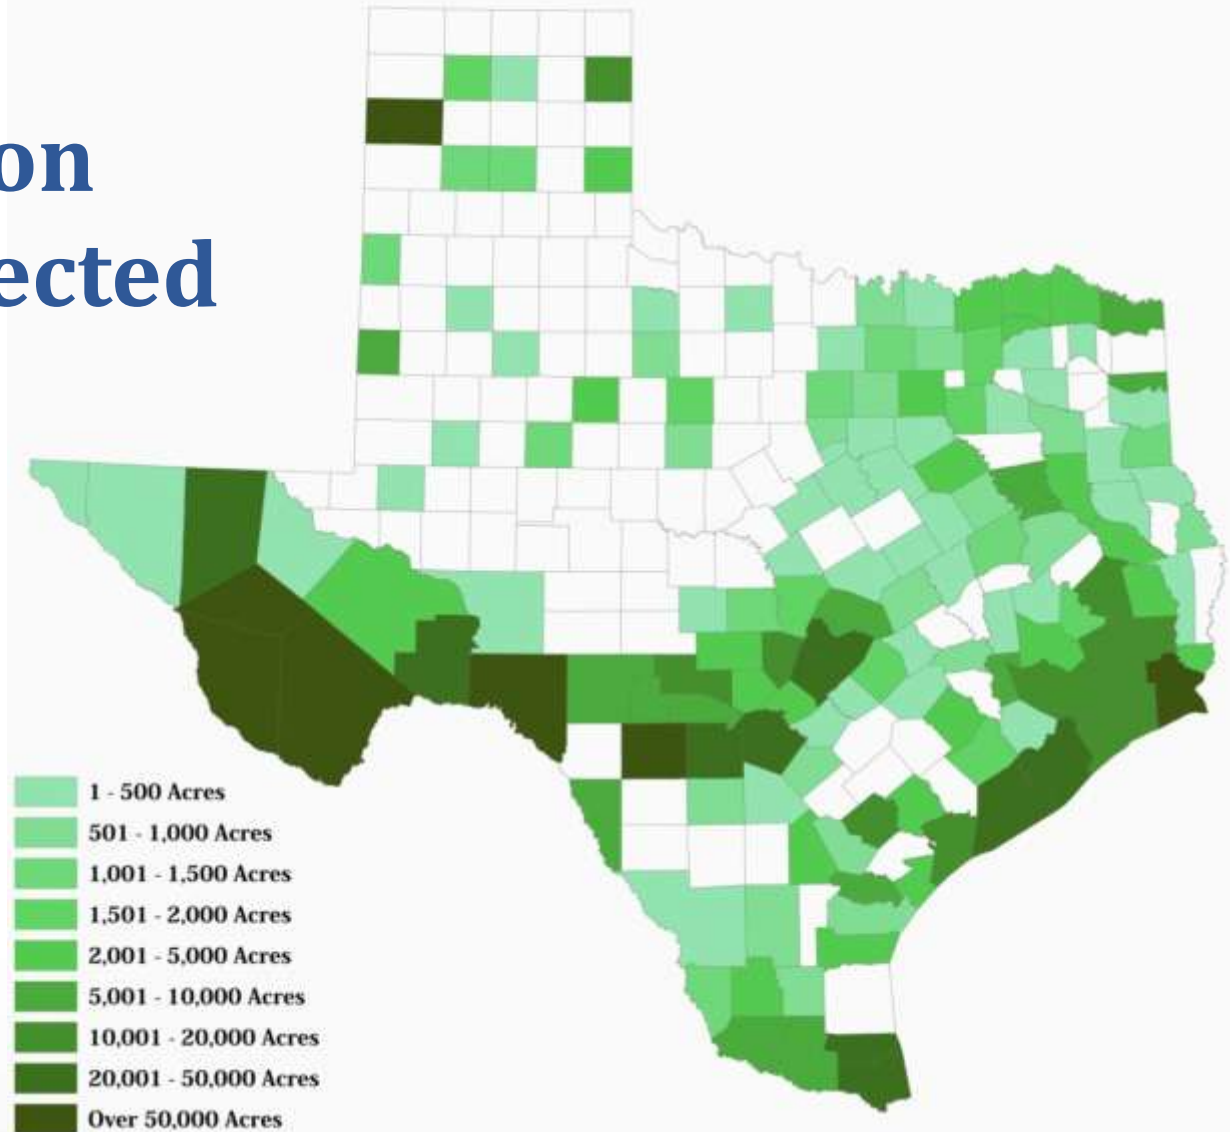 on
ected
1 - 500 Acres
501 - 1,000 Acres
1,001 - 1,500 Acres
1,501 - 2,000 Acres
2,001 - 5,000 Acres
5,001 - 10,000 Acres
10,001 - 20,000 Acres
20,001 - 50,000 Acres
Over 50,000 Acres